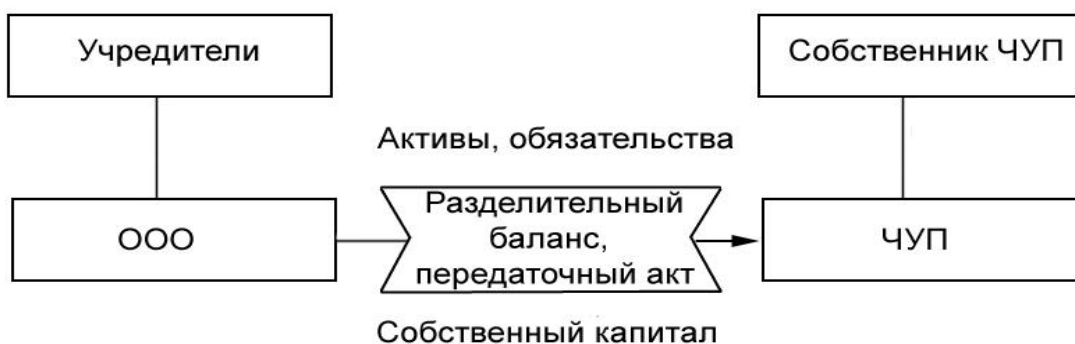 Учредители
Собственник ЧУП
Активы, обязательства
ООО
Разделительный
баланс,
передаточный акт
ЧУП
Собственный капитал